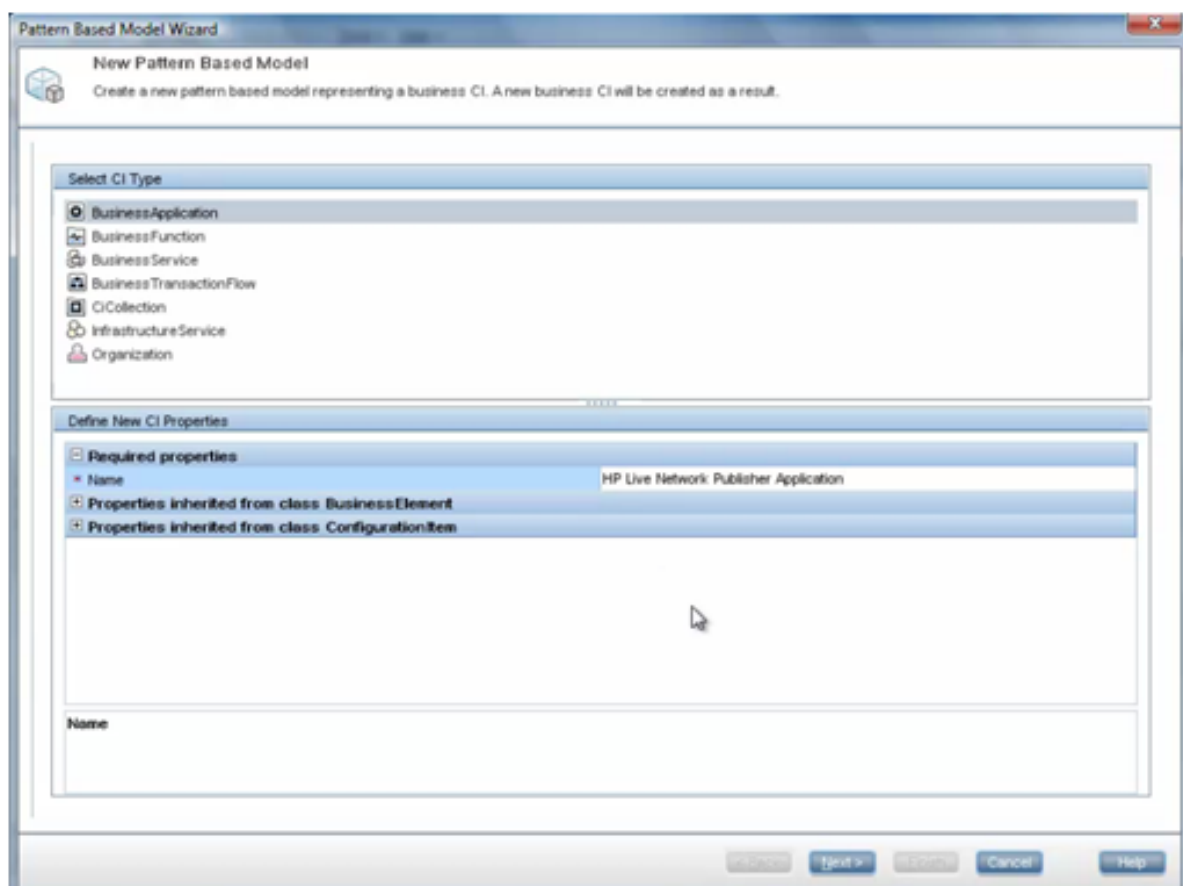 Pattern Based Model Wizard
New Pattern Based Model
Create a new pattern based model representing a business CI. A new business CI will be created as a result.
Select CI Type
BusinessApplication
BusinessFunction
BusinessService
BusinessTransactionFlow
CiCollection
InfrastructureService
Organization
Define New CI Properties
Required properties
* Name HP Live Network Publisher Application
Properties inherited from class BusinessElement
Properties inherited from class ConfigurationItem
Name
Next > Cancel Help